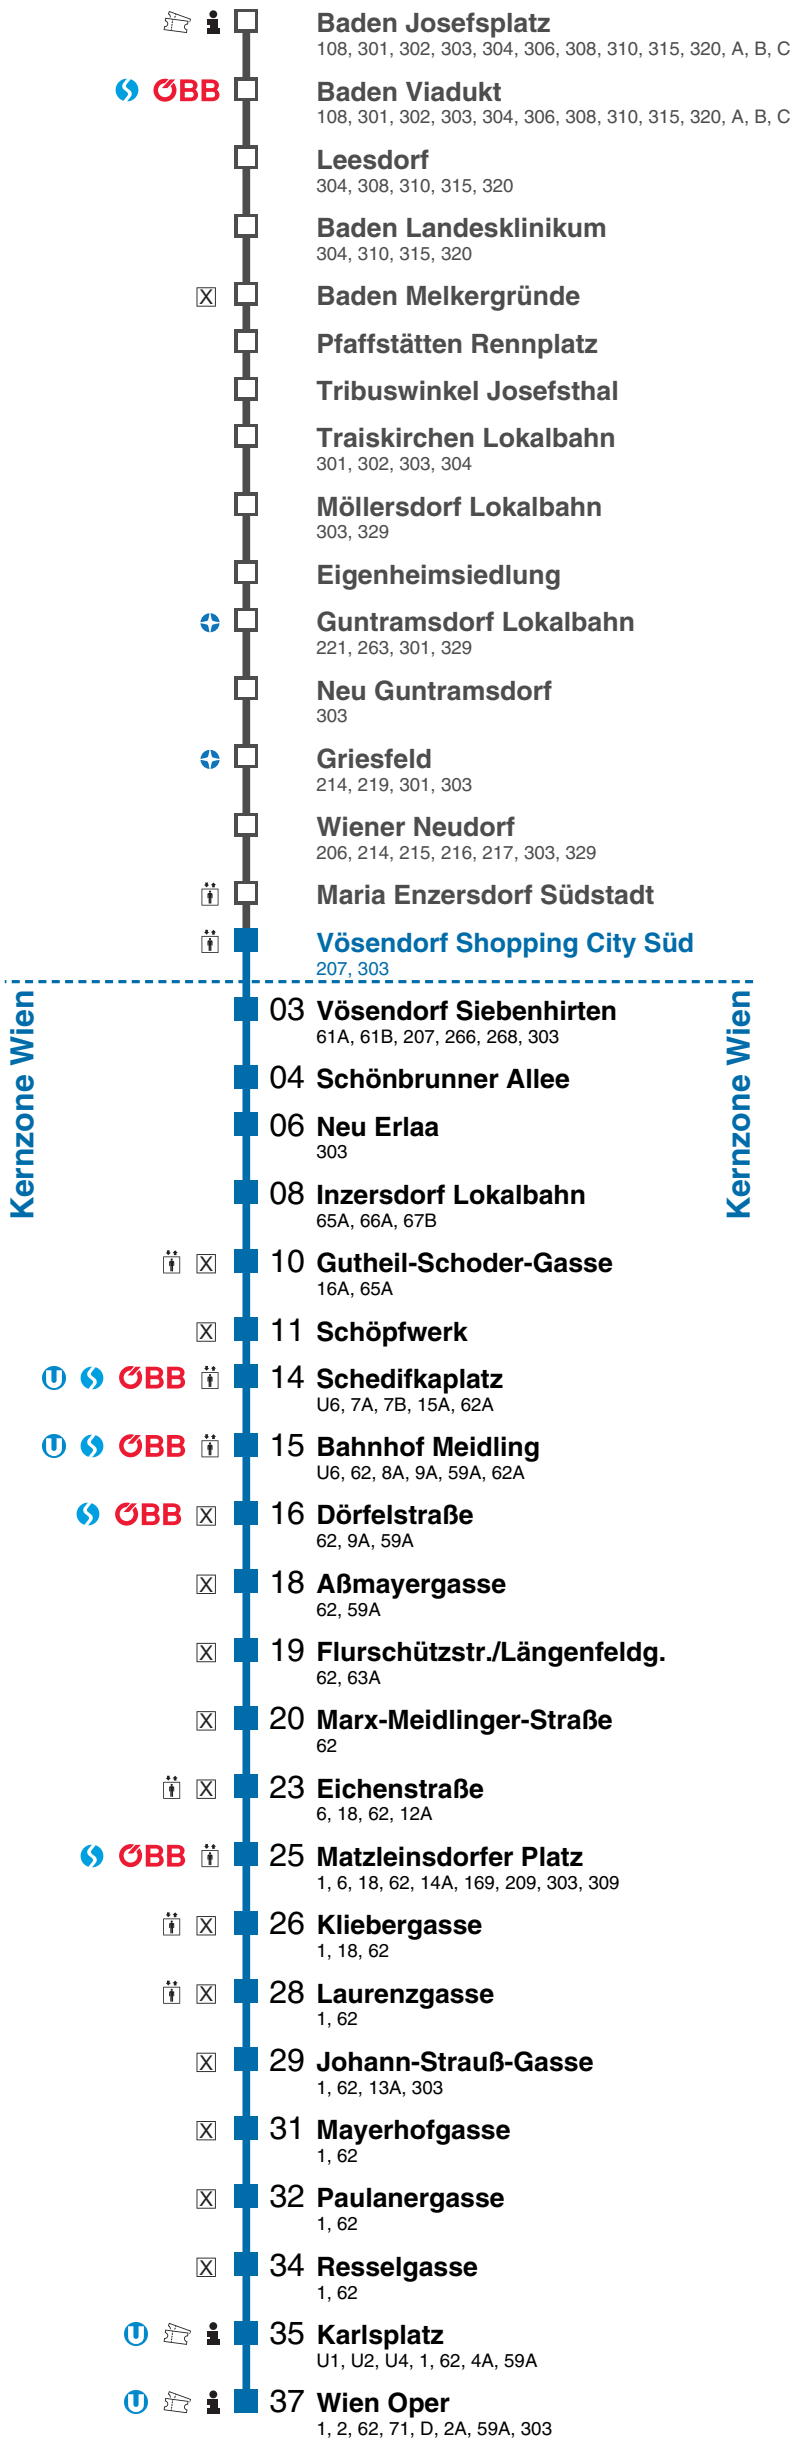 Baden Josefsplatz
108, 301, 302, 303, 304, 306, 308, 310, 315, 320, A, B, C
ÖBB Baden Viadukt
108, 301, 302, 303, 304, 306, 308, 310, 315, 320, A, B, C
Leesdorf
304, 308, 310, 315, 320
Baden Landesklinikum
304, 310, 315, 320
X Baden Melkergründe
Pfaffstätten Rennplatz
Tribuswinkel Josefsthal
Traiskirchen Lokalbahn
301, 302, 303, 304
Möllersdorf Lokalbahn
303, 329
Eigenheimsiedlung
Guntramsdorf Lokalbahn
221, 263, 301, 329
Neu Guntramsdorf
303
Griesfeld
214, 219, 301, 303
Wiener Neudorf
206, 214, 215, 216, 217, 303, 329
Maria Enzersdorf Südstadt
Vösendorf Shopping City Süd
207, 303
Kernzone Wien
Kernzone Wien
03 Vösendorf Siebenhirten
61A, 61B, 207, 266, 268, 303
04 Schönbrunner Allee
06 Neu Erlaa
303
08 Inzersdorf Lokalbahn
65A, 66A, 67B
X 10 Gutheil-Schoder-Gasse
16A, 65A
X 11 Schöpfwerk
U S ÖBB 14 Schedifkaplatz
U6, 7A, 7B, 15A, 62A
U S ÖBB 15 Bahnhof Meidling
U6, 62, 8A, 9A, 59A, 62A
S ÖBB X 16 Dörfelstraße
62, 9A, 59A
X 18 Aßmayergasse
62, 59A
X 19 Flurschützstr./Längenfeldg.
62, 63A
X 20 Marx-Meidlinger-Straße
62
X 23 Eichenstraße
6, 18, 62, 12A
S ÖBB 25 Matzleinsdorfer Platz
1, 6, 18, 62, 14A, 169, 209, 303, 309
X 26 Kliebergasse
1, 18, 62
X 28 Laurenzgasse
1, 62
X 29 Johann-Strauß-Gasse
1, 62, 13A, 303
X 31 Mayerhofgasse
1, 62
X 32 Paulanergasse
1, 62
X 34 Resselgasse
1, 62
U i 35 Karlsplatz
U1, U2, U4, 1, 62, 4A, 59A
U i 37 Wien Oper
1, 2, 62, 71, D, 2A, 59A, 303